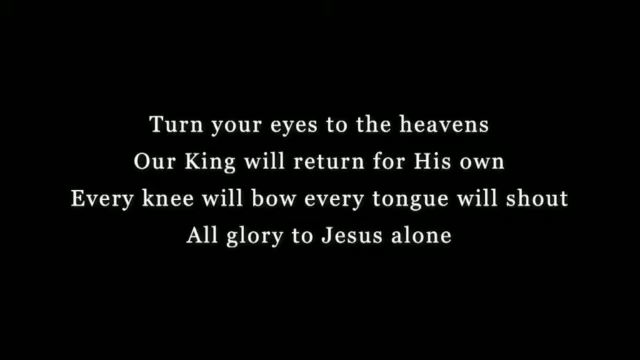 Turn your eyes to the heavens
Our King will return for His own
Every knee will bow every tongue will shout
All glory to Jesus alone